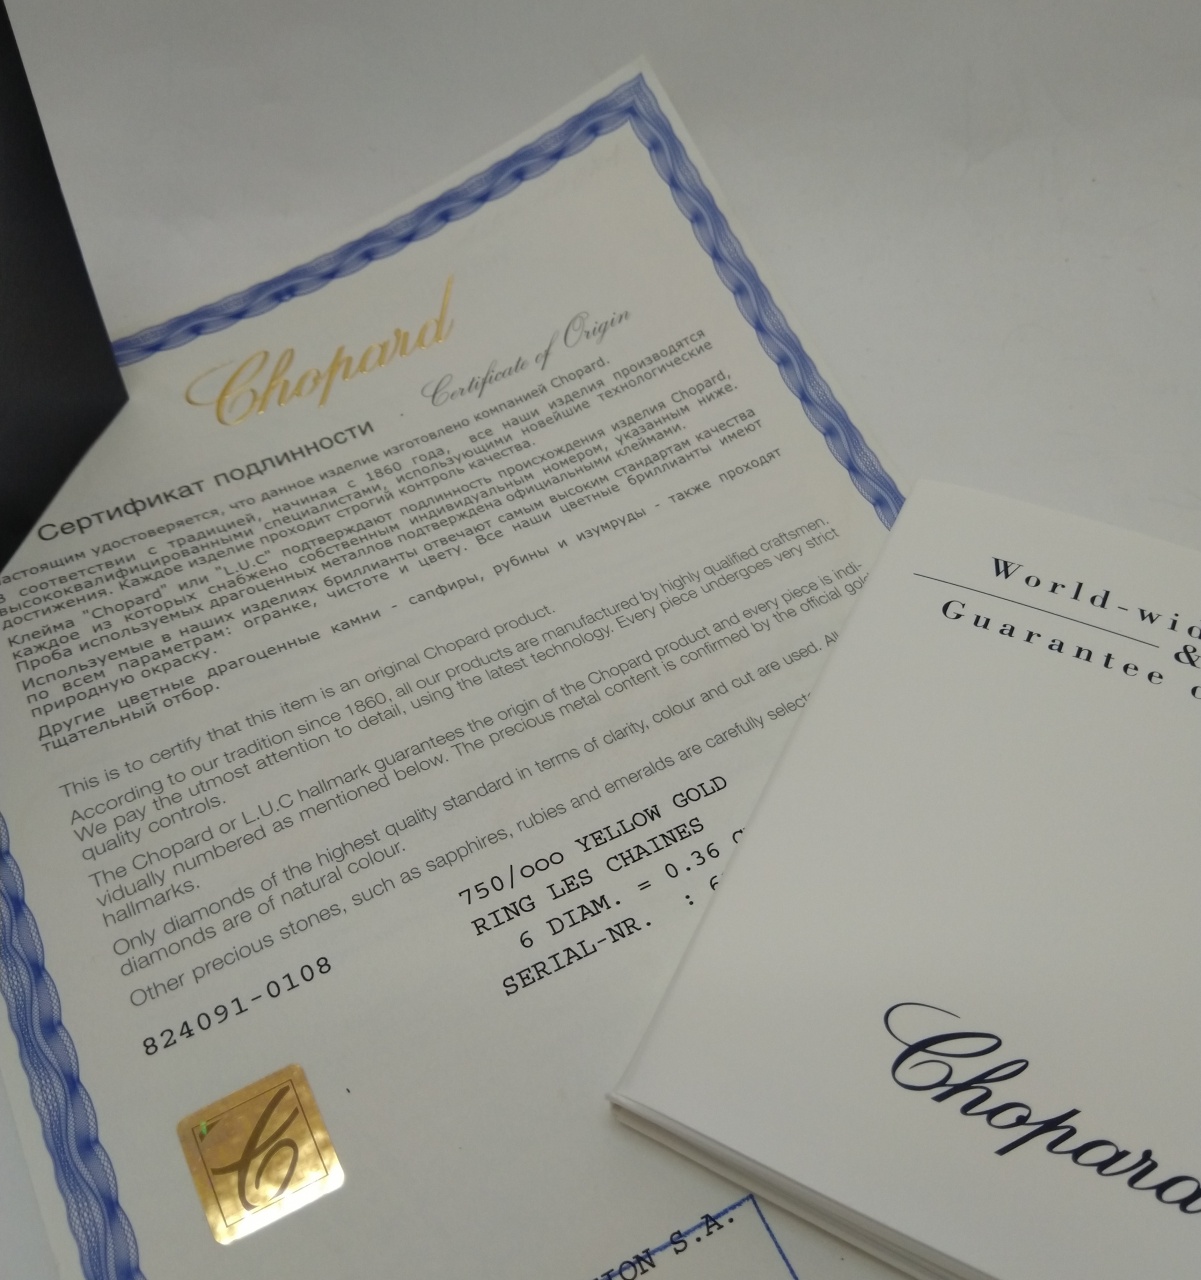 Chopard
Сертификат подлинности · Certificate of Origin
Настоящим удостоверяется, что данное изделие изготовлено компанией Chopard.
В соответствии с традицией, начиная с 1860 года, все наши изделия производятся
высококвалифицированными специалистами, использующими новейшие технологические
достижения. Каждое изделие проходит строгий контроль качества.
Клейма "Chopard" или "L.U.C" подтверждают подлинность происхождения изделия Chopard,
каждое из которых снабжено собственным индивидуальным номером, указанным ниже.
Проба используемых драгоценных металлов подтверждена официальными клеймами.
Используемые в наших изделиях бриллианты отвечают самым высоким стандартам качества
по всем параметрам: огранке, чистоте и цвету. Все наши цветные бриллианты имеют
природную окраску.
Другие цветные драгоценные камни - сапфиры, рубины и изумруды - также проходят
тщательный отбор.
This is to certify that this item is an original Chopard product.
According to our tradition since 1860, all our products are manufactured by highly qualified craftsmen.
We pay the utmost attention to detail, using the latest technology. Every piece undergoes very strict
quality controls.
The Chopard or L.U.C hallmark guarantees the origin of the Chopard product and every piece is indi-
vidually numbered as mentioned below. The precious metal content is confirmed by the official gold
hallmarks.
Only diamonds of the highest quality standard in terms of clarity, colour and cut are used. All
diamonds are of natural colour.
Other precious stones, such as sapphires, rubies and emeralds are carefully
750/ooo YELLOW GOLD
RING LES CHAINES
6 DIAM. = 0.36
SERIAL-NR. :
824091-0108
S.A.
World-wid
&
Guarantee
Chopard